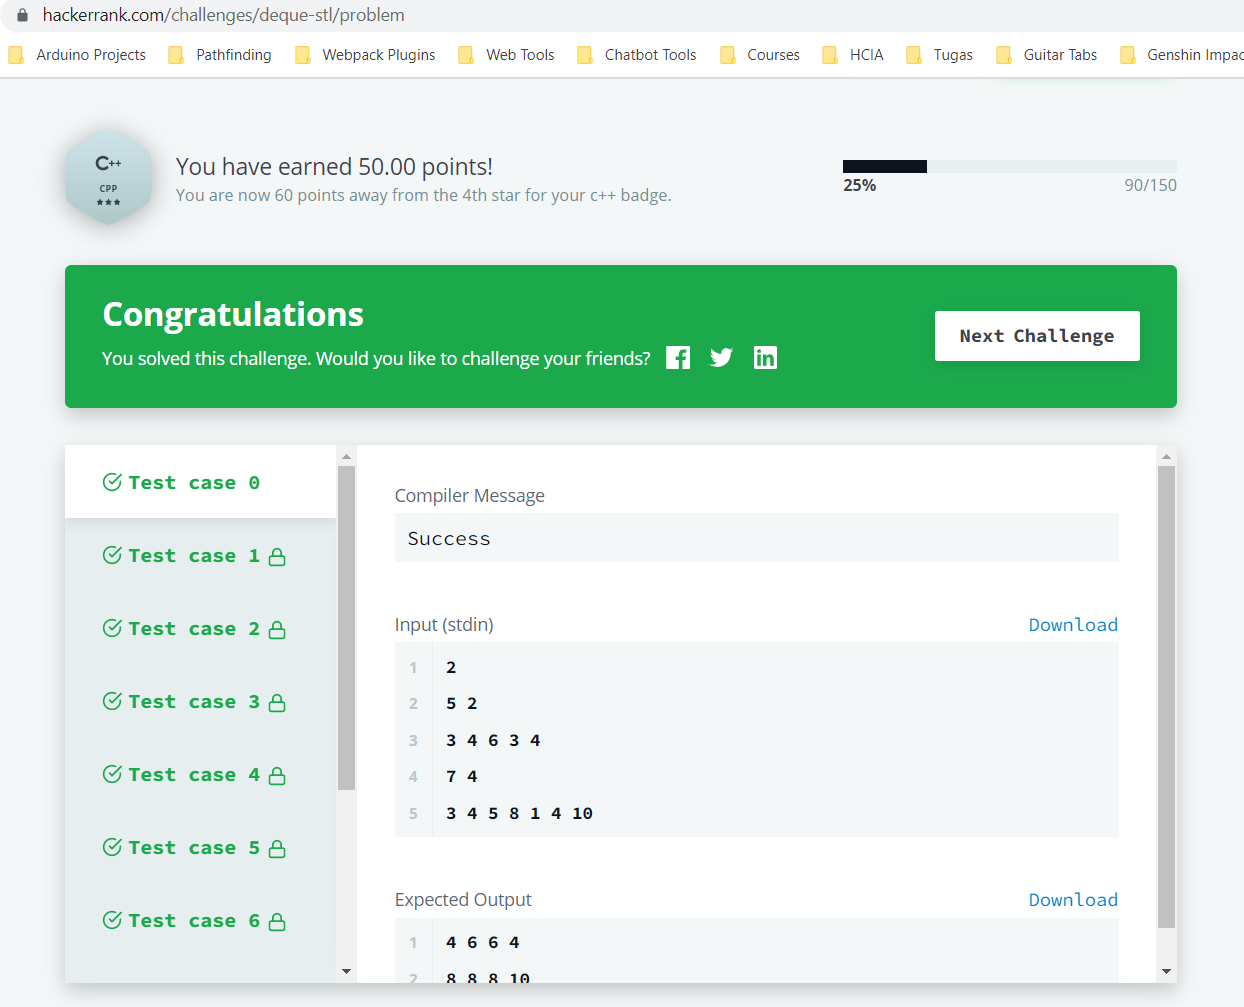 hackerrank.com/challenges/deque-stl/problem
Arduino Projects Pathfinding Webpack Plugins Web Tools Chatbot Tools Courses HCIA Tugas Guitar Tabs Genshin Impac
C++
CPP
★★★
You have earned 50.00 points!
You are now 60 points away from the 4th star for your c++ badge.
25% 90/150
Congratulations
You solved this challenge. Would you like to challenge your friends?
Next Challenge
Test case 0
Test case 1
Test case 2
Test case 3
Test case 4
Test case 5
Test case 6
Compiler Message
Success
Input (stdin) Download
1 2
2 5 2
3 3 4 6 3 4
4 7 4
5 3 4 5 8 1 4 10
Expected Output Download
1 4 6 6 4
2 8 8 8 10